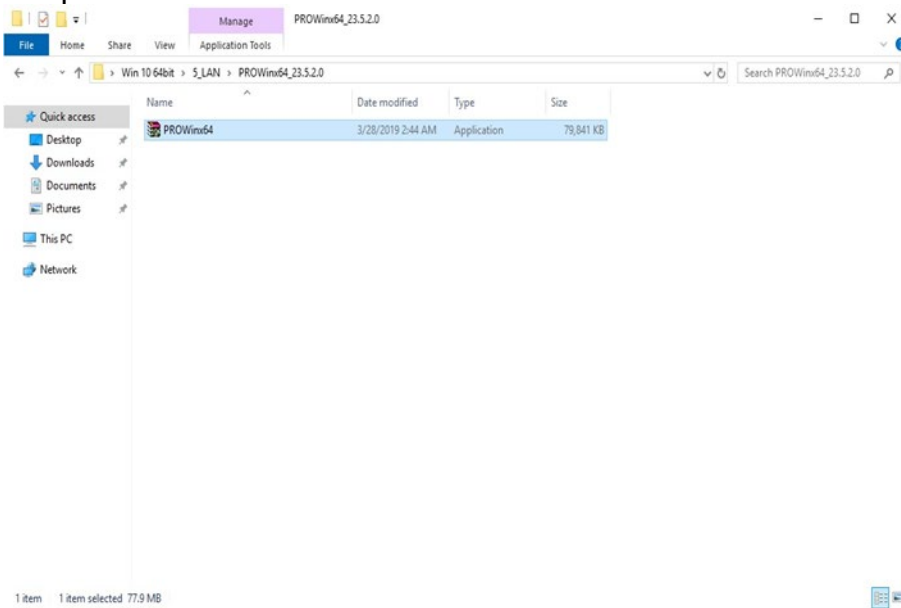 Manage PROWinx64_23.5.2.0
File Home Share View Application Tools
Win 10 64bit > 5_LAN > PROWinx64_23.5.2.0 Search PROWinx64_23.5.2.0
Name Date modified Type Size
Quick access
PROWinx64 3/28/2019 2:44 AM Application 79,841 KB
Desktop
Downloads
Documents
Pictures
This PC
Network
1 item 1 item selected 77.9 MB